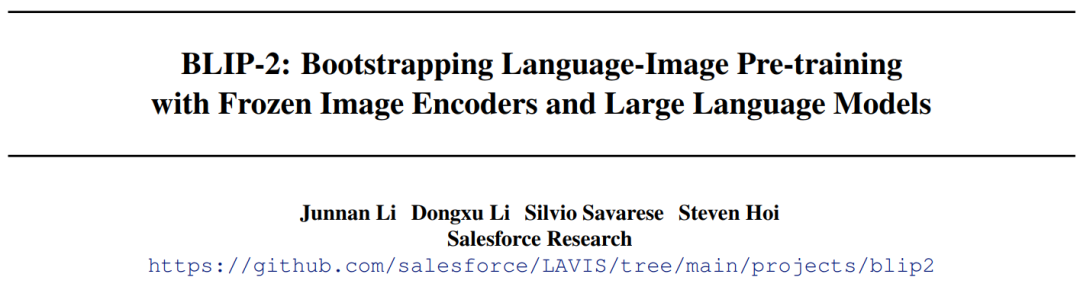 BLIP-2: Bootstrapping Language-Image Pre-training
with Frozen Image Encoders and Large Language Models
Junnan Li Dongxu Li Silvio Savarese Steven Hoi
Salesforce Research
https://github.com/salesforce/LAVIS/tree/main/projects/blip2